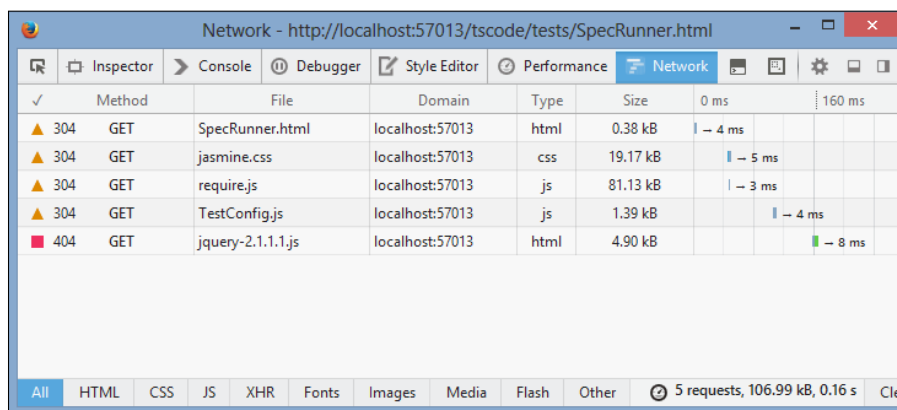 Network - http://localhost:57013/tscode/tests/SpecRunner.html
Inspector Console Debugger Style Editor Performance Network
✓ Method File Domain Type Size 0 ms 160 ms
304 GET SpecRunner.html localhost:57013 html 0.38 kB → 4 ms
304 GET jasmine.css localhost:57013 css 19.17 kB → 5 ms
304 GET require.js localhost:57013 js 81.13 kB → 3 ms
304 GET TestConfig.js localhost:57013 js 1.39 kB → 4 ms
404 GET jquery-2.1.1.1.js localhost:57013 html 4.90 kB → 8 ms
All HTML CSS JS XHR Fonts Images Media Flash Other 5 requests, 106.99 kB, 0.16 s Cle